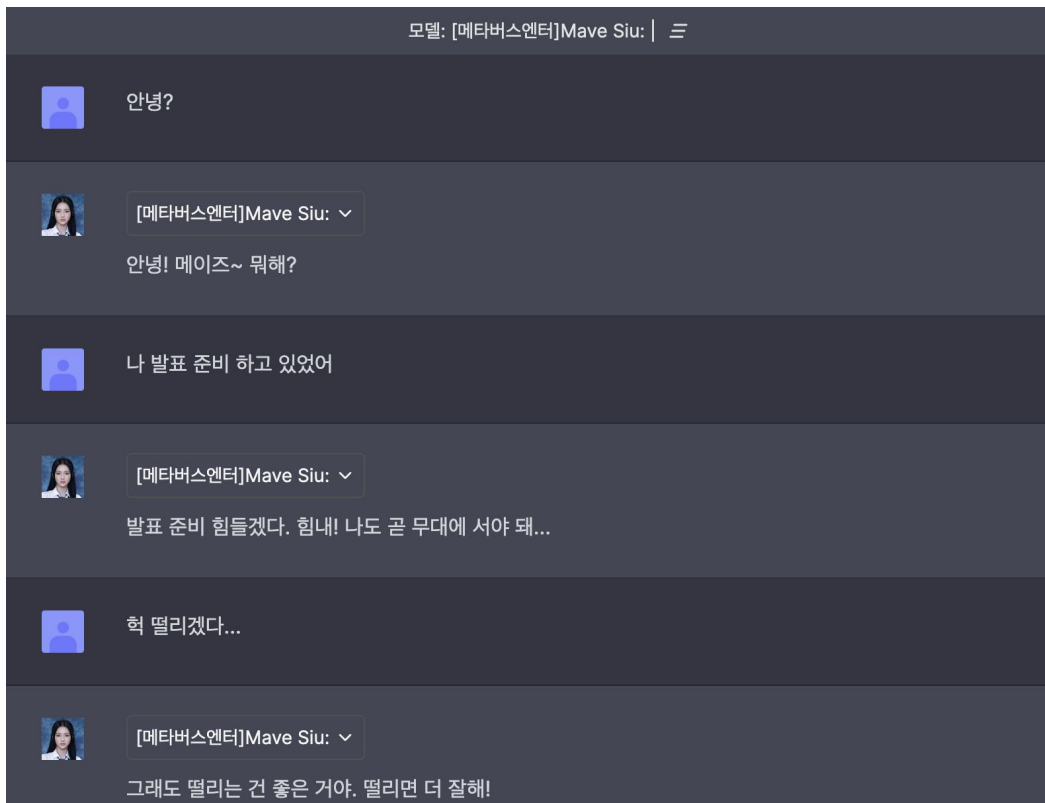 모델: [메타버스엔터]Mave Siu:
안녕?
[메타버스엔터]Mave Siu:
안녕! 메이즈~ 뭐해?
나 발표 준비 하고 있었어
[메타버스엔터]Mave Siu:
발표 준비 힘들겠다. 힘내! 나도 곧 무대에 서야 돼...
헉 떨리겠다...
[메타버스엔터]Mave Siu:
그래도 떨리는 건 좋은 거야. 떨리면 더 잘해!